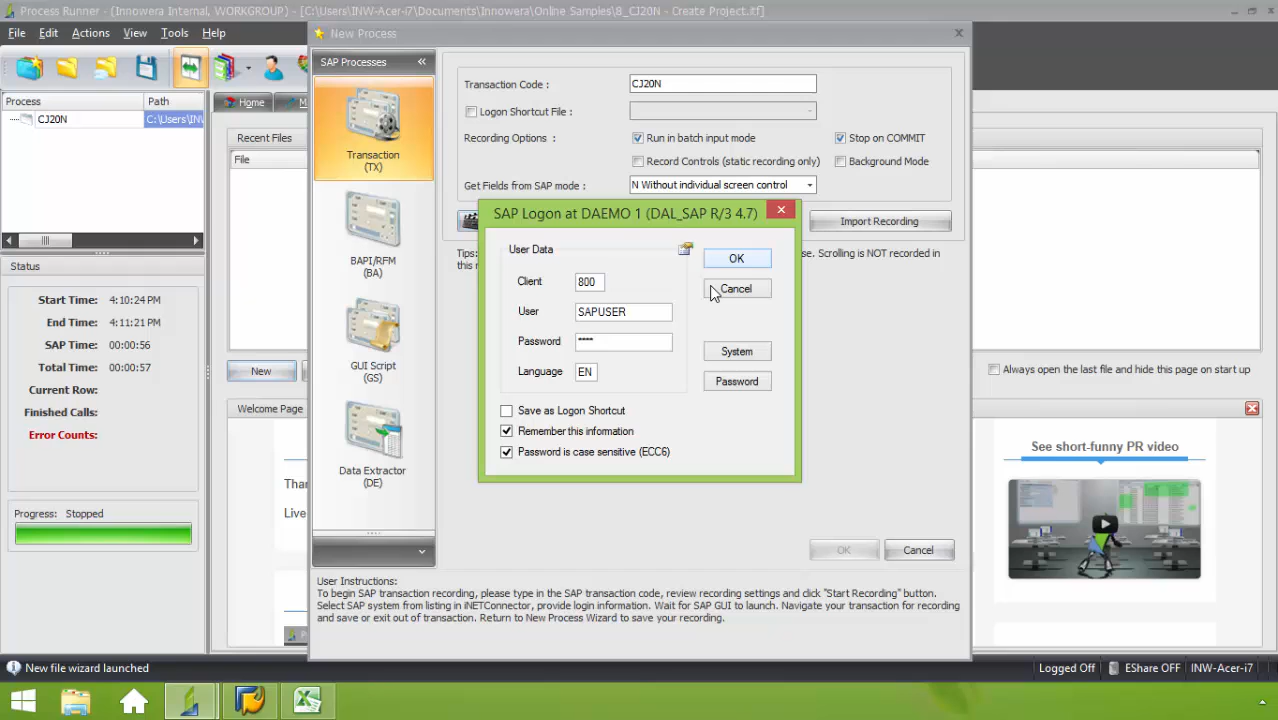 Process Runner - (Innowera Internal, WORKGROUP) - [C:\Users\INW-Acer-i7\Documents\Innowera\Online Samples\8_CJ20N - Create Project.itf]
File Edit Actions View Tools Help
New Process
SAP Processes «
Process Path
CJ20N C:\Users\INW
Home M
Recent Files
File
Transaction
(TX)
BAPI/RFM
(BA)
GUI Script
(GS)
Data Extractor
(DE)
Transaction Code : CJ20N
Logon Shortcut File :
Recording Options : Run in batch input mode Stop on COMMIT
Record Controls (static recording only) Background Mode
Get Fields from SAP mode : N Without individual screen control
Import Recording
Tips:
se. Scrolling is NOT recorded in
this r
SAP Logon at DAEMO 1 (DAL_SAP R/3 4.7)
User Data
Client 800
User SAPUSER
Password ****
Language EN
OK
Cancel
System
Password
Save as Logon Shortcut
Remember this information
Password is case sensitive (ECC6)
OK Cancel
User Instructions:
To begin SAP transaction recording, please type in the SAP transaction code, review recording settings and click "Start Recording" button.
Select SAP system from listing in iNETConnector, provide login information. Wait for SAP GUI to launch. Navigate your transaction for recording
and save or exit out of transaction. Return to New Process Wizard to save your recording.
Status
Start Time: 4:10:24 PM
End Time: 4:11:21 PM
SAP Time: 00:00:56
Total Time: 00:00:57
Current Row:
Finished Calls:
Error Counts:
Progress: Stopped
New
Welcome Page
Than
Live
Always open the last file and hide this page on start up
See short-funny PR video
New file wizard launched
Logged Off EShare OFF INW-Acer-i7